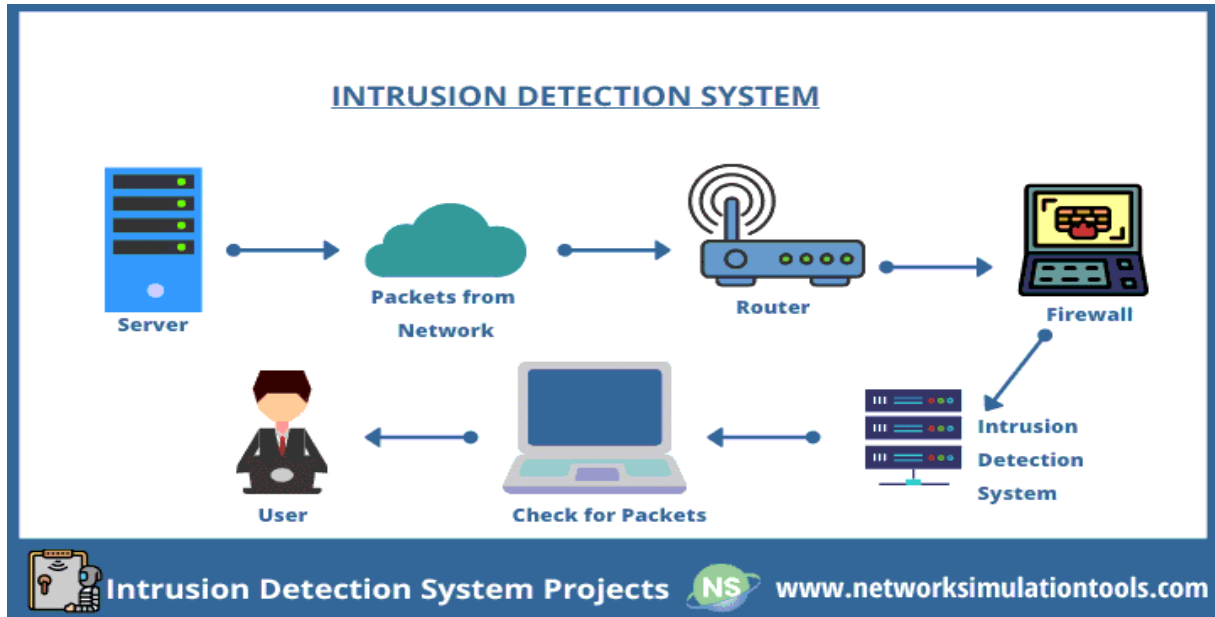 INTRUSION DETECTION SYSTEM
Server
Packets from
Network
Router
Firewall
Intrusion
Detection
System
Check for Packets
User
Intrusion Detection System Projects
NS
www.networksimulationtools.com